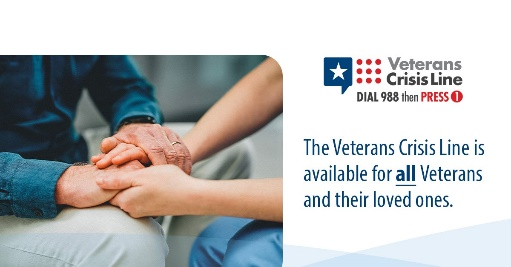 Veterans
Crisis Line
DIAL 988 then PRESS 1
The Veterans Crisis Line is
available for all Veterans
and their loved ones.